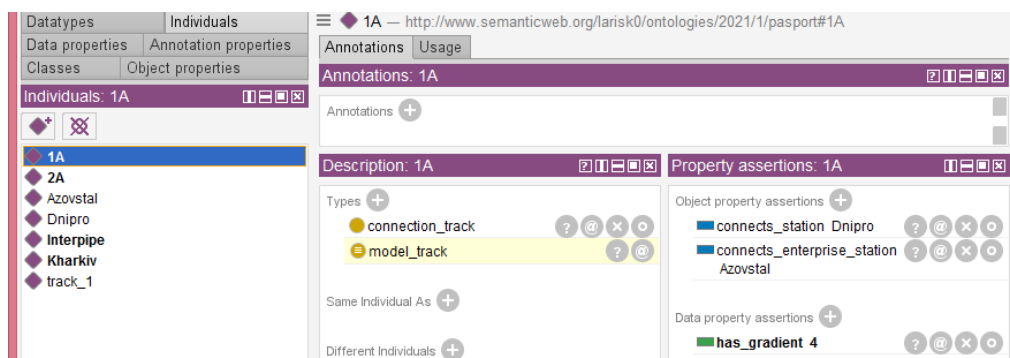 Datatypes Individuals
Data properties Annotation properties
Classes Object properties
Individuals: 1A
1A
2A
Azovstal
Dnipro
Interpipe
Kharkiv
track_1
1A — http://www.semanticweb.org/larisk0/ontologies/2021/1/pasport#1A
Annotations Usage
Annotations: 1A
Annotations
Description: 1A
Types
connection_track
model_track
Same Individual As
Different Individuals
Property assertions: 1A
Object property assertions
connects_station Dnipro
connects_enterprise_station
Azovstal
Data property assertions
has_gradient 4